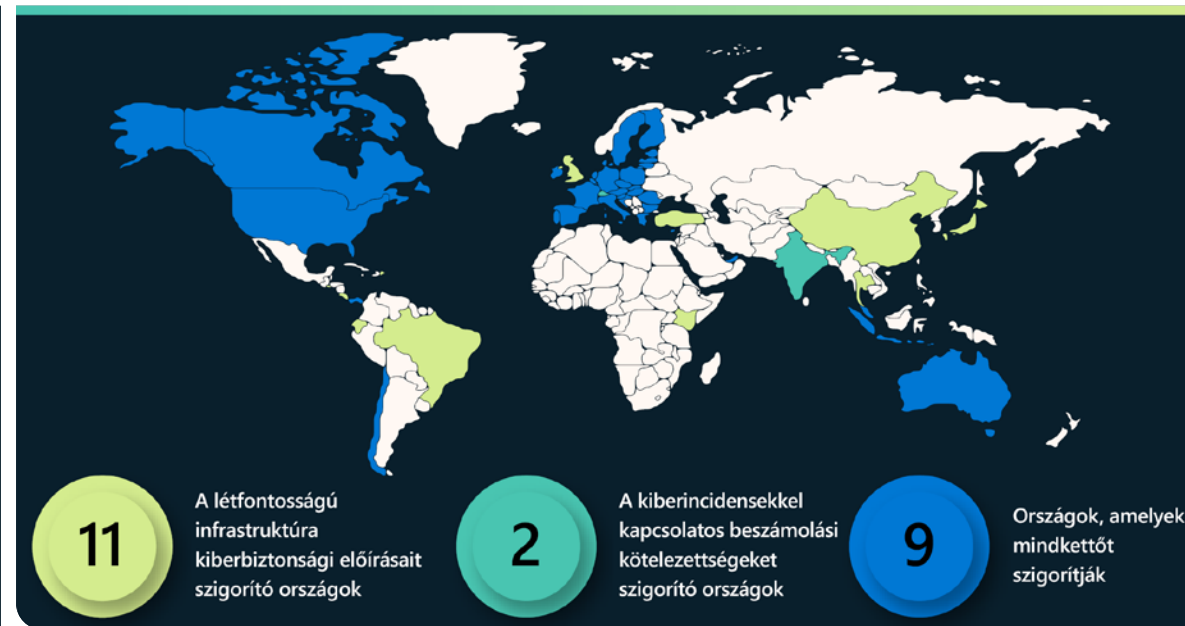 11
A létfontosságú
infrastruktúra
kiberbiztonsági előírásait
szigorító országok
2
A kiberincidensekkel
kapcsolatos beszámolási
kötelezettségeket
szigorító országok
9
Országok, amelyek
mindkettőt
szigorítják